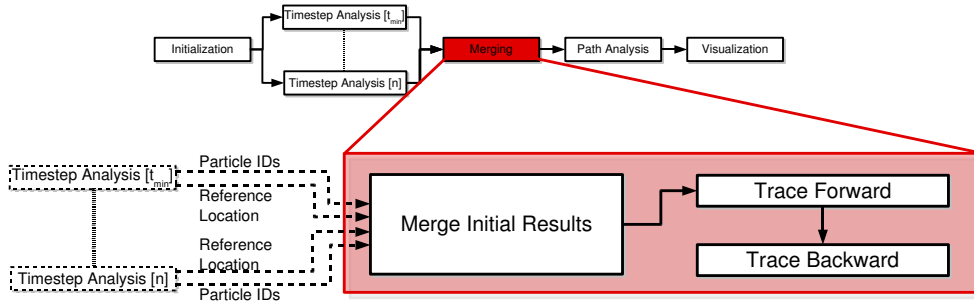 Timestep Analysis [t_min]
Initialization
Merging
Path Analysis
Visualization
Timestep Analysis [n]
Particle IDs
Timestep Analysis [t_min]
Reference
Location
Trace Forward
Merge Initial Results
Reference
Location
Trace Backward
Timestep Analysis [n]
Particle IDs